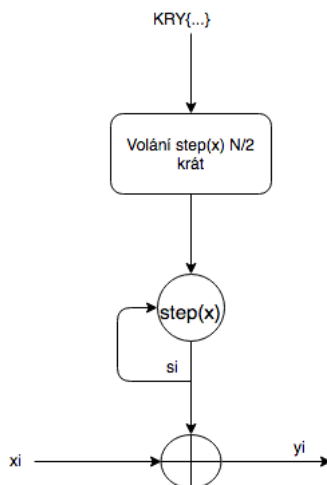 KRY{...}
Volání step(x) N/2
krát
step(x)
si
xi
yi